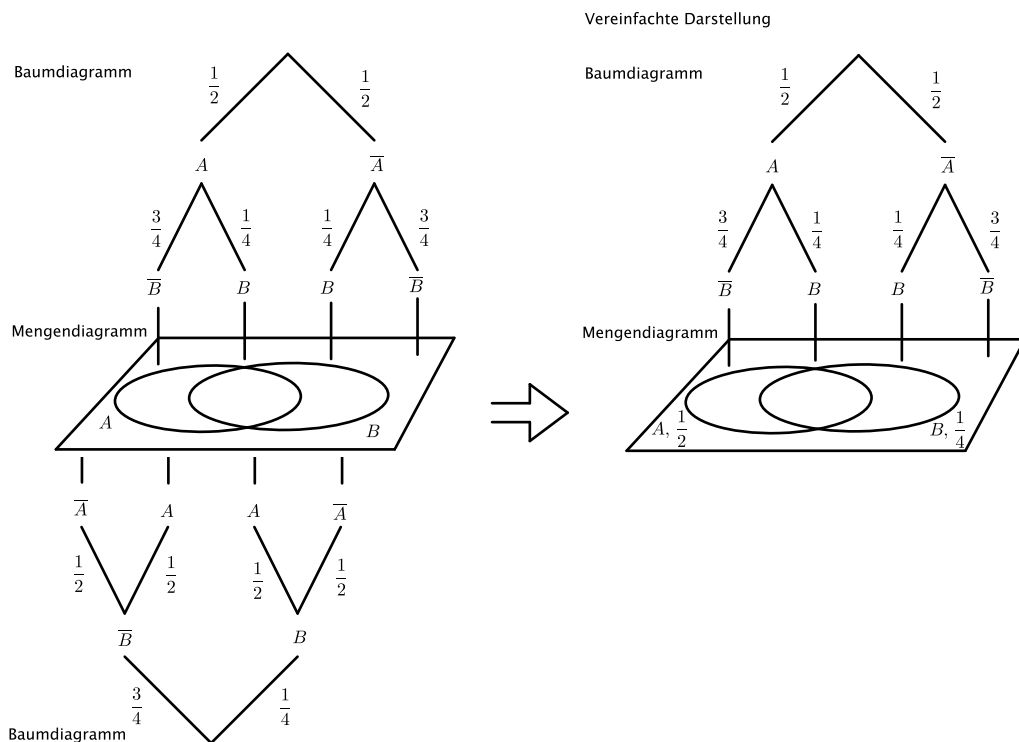 Vereinfachte Darstellung
Baumdiagramm
1/2 1/2
A A̅
3/4 1/4 1/4 3/4
B̅ B B B̅
Mengendiagramm
A B
A̅ A A A̅
1/2 1/2 1/2 1/2
B̅ B
3/4 1/4
Baumdiagramm
Baumdiagramm
1/2 1/2
A A̅
3/4 1/4 1/4 3/4
B̅ B B B̅
Mengendiagramm
A, 1/2 B, 1/4